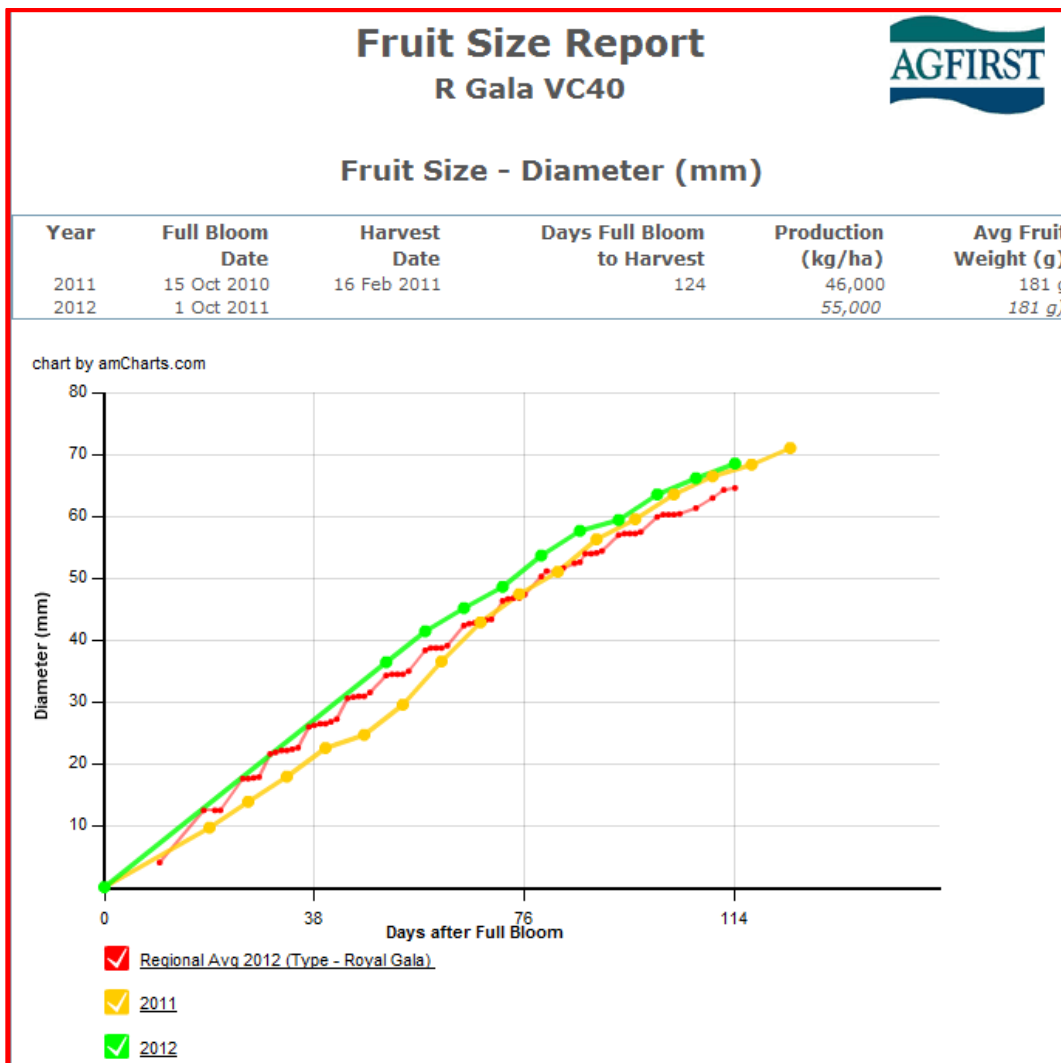 Fruit Size Report
R Gala VC40
AGFIRST
Fruit Size - Diameter (mm)
Year Full Bloom Date Harvest Date Days Full Bloom to Harvest Production (kg/ha) Avg Fruit Weight (g)
2011 15 Oct 2010 16 Feb 2011 124 46,000 181 g
2012 1 Oct 2011 55,000 181 g)
chart by amCharts.com
80
70
60
50
40
30
20
10
Diameter (mm)
0 38 76 114
Days after Full Bloom
Regional Avg 2012 (Type - Royal Gala)
2011
2012